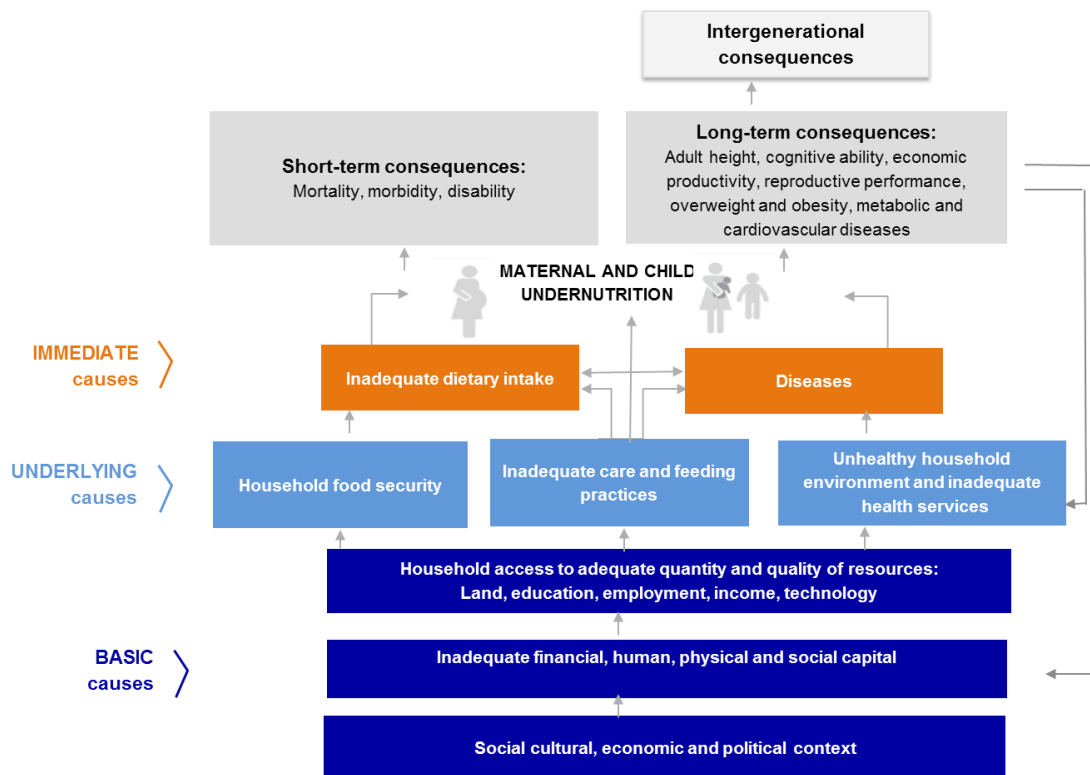 Intergenerational
consequences
Short-term consequences:
Mortality, morbidity, disability
Long-term consequences:
Adult height, cognitive ability, economic
productivity, reproductive performance,
overweight and obesity, metabolic and
cardiovascular diseases
MATERNAL AND CHILD
UNDERNUTRITION
IMMEDIATE
causes
Inadequate dietary intake
Diseases
UNDERLYING
causes
Household food security
Inadequate care and feeding
practices
Unhealthy household
environment and inadequate
health services
Household access to adequate quantity and quality of resources:
Land, education, employment, income, technology
BASIC
causes
Inadequate financial, human, physical and social capital
Social cultural, economic and political context